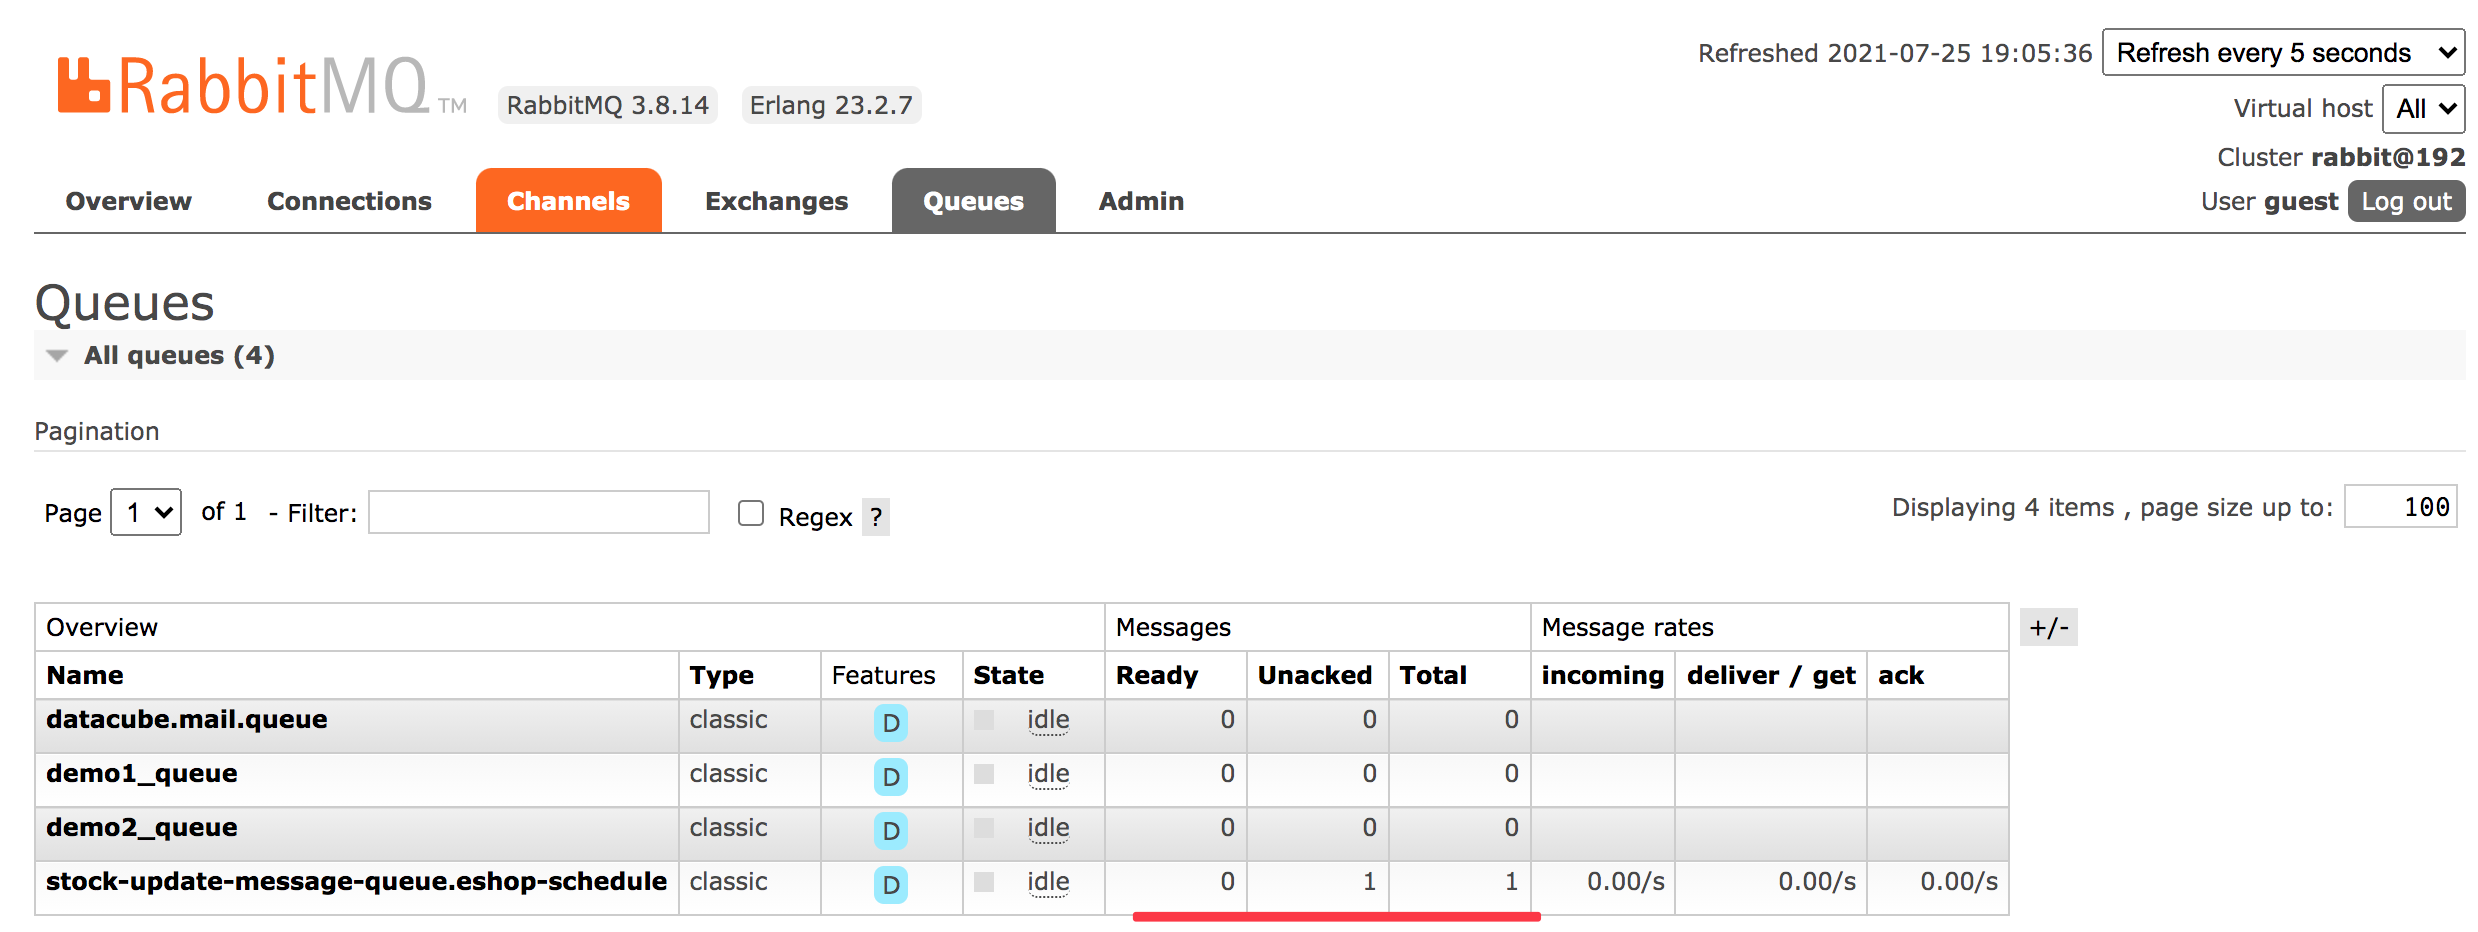 Refreshed 2021-07-25 19:05:36 Refresh every 5 seconds
RabbitMQ TM RabbitMQ 3.8.14 Erlang 23.2.7
Virtual host All
Cluster rabbit@192
Overview Connections Channels Exchanges Queues Admin
User guest Log out
Queues
All queues (4)
Pagination
Page 1 of 1 - Filter: Regex ?
Displaying 4 items , page size up to: 100
Overview Messages Message rates +/-
Name Type Features State Ready Unacked Total incoming deliver / get ack
datacube.mail.queue classic D idle 0 0 0
demo1_queue classic D idle 0 0 0
demo2_queue classic D idle 0 0 0
stock-update-message-queue.eshop-schedule classic D idle 0 1 1 0.00/s 0.00/s 0.00/s